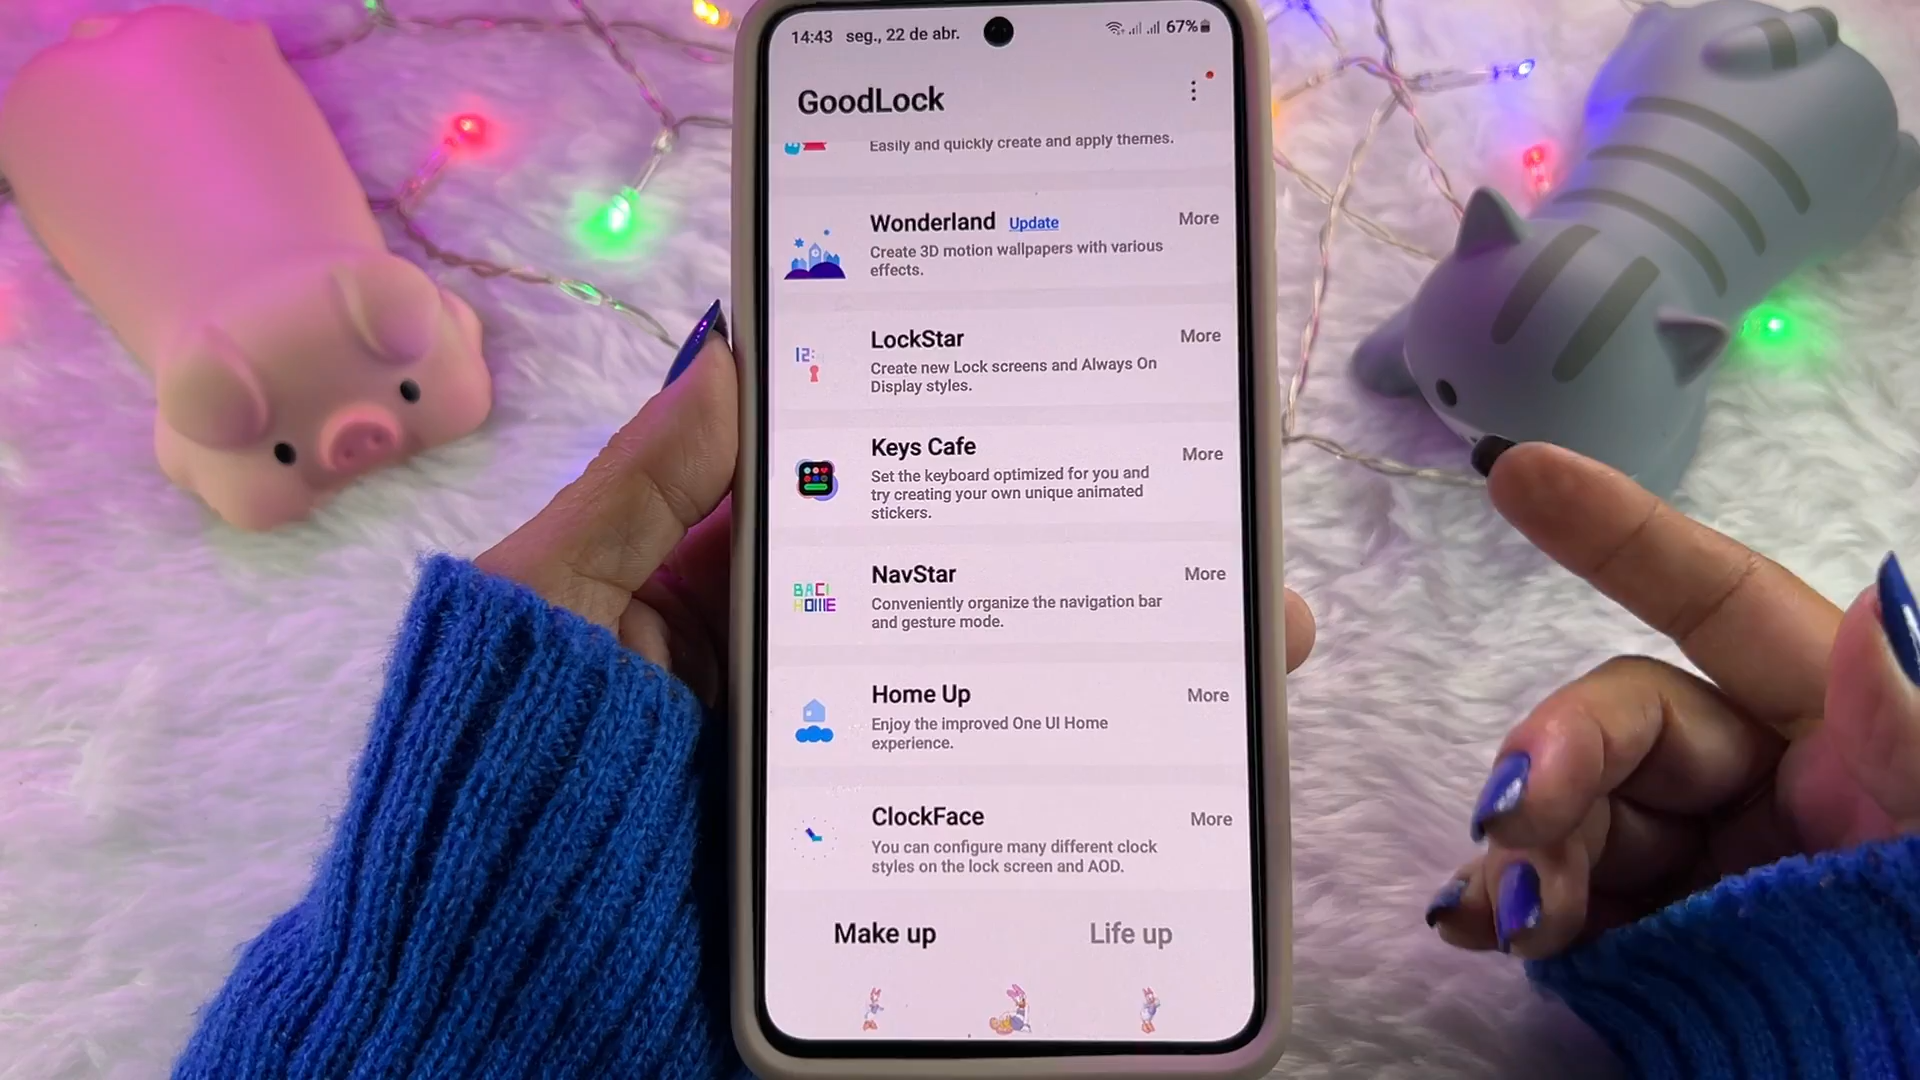 14:43 seg., 22 de abr. 67%
GoodLock
Easily and quickly create and apply themes.
Wonderland Update More
Create 3D motion wallpapers with various
effects.
12:
LockStar More
Create new Lock screens and Always On
Display styles.
Keys Cafe More
Set the keyboard optimized for you and
try creating your own unique animated
stickers.
BACK
HOME
NavStar More
Conveniently organize the navigation bar
and gesture mode.
Home Up More
Enjoy the improved One UI Home
experience.
ClockFace More
You can configure many different clock
styles on the lock screen and AOD.
Make up Life up